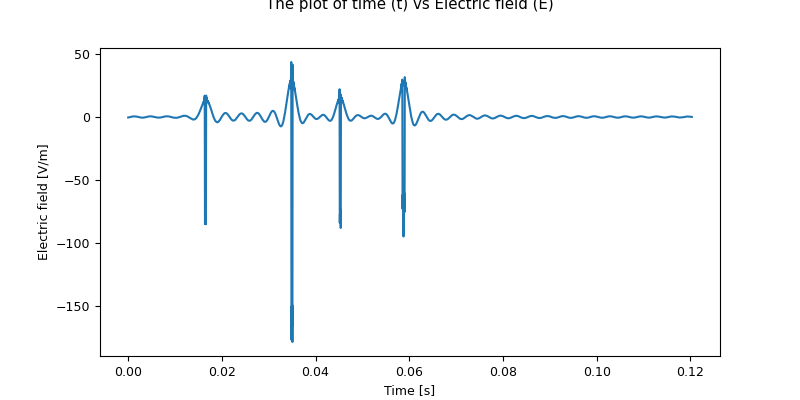 The plot of time (t) vs Electric field (E)
50
0
−50
−100
−150
Electric field [V/m]
0.00 0.02 0.04 0.06 0.08 0.10 0.12
Time [s]